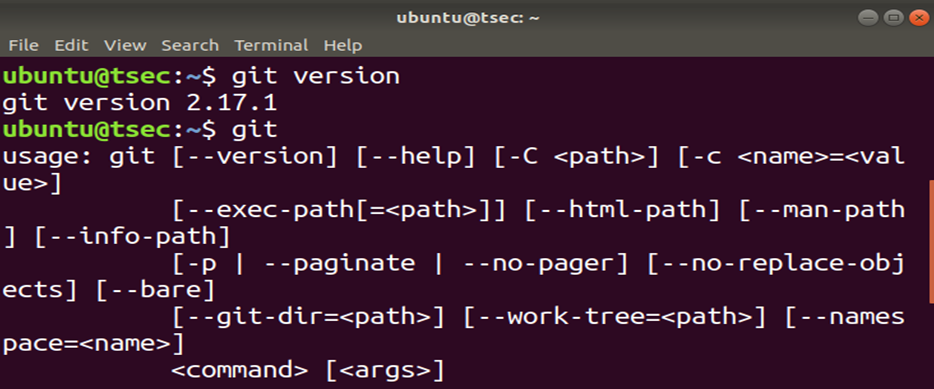 ubuntu@tsec: ~
File Edit View Search Terminal Help
ubuntu@tsec:~$ git version
git version 2.17.1
ubuntu@tsec:~$ git
usage: git [--version] [--help] [-C <path>] [-c <name>=<val
ue>]
           [--exec-path[=<path>]] [--html-path] [--man-path
] [--info-path]
           [-p | --paginate | --no-pager] [--no-replace-obj
ects] [--bare]
           [--git-dir=<path>] [--work-tree=<path>] [--names
pace=<name>]
           <command> [<args>]